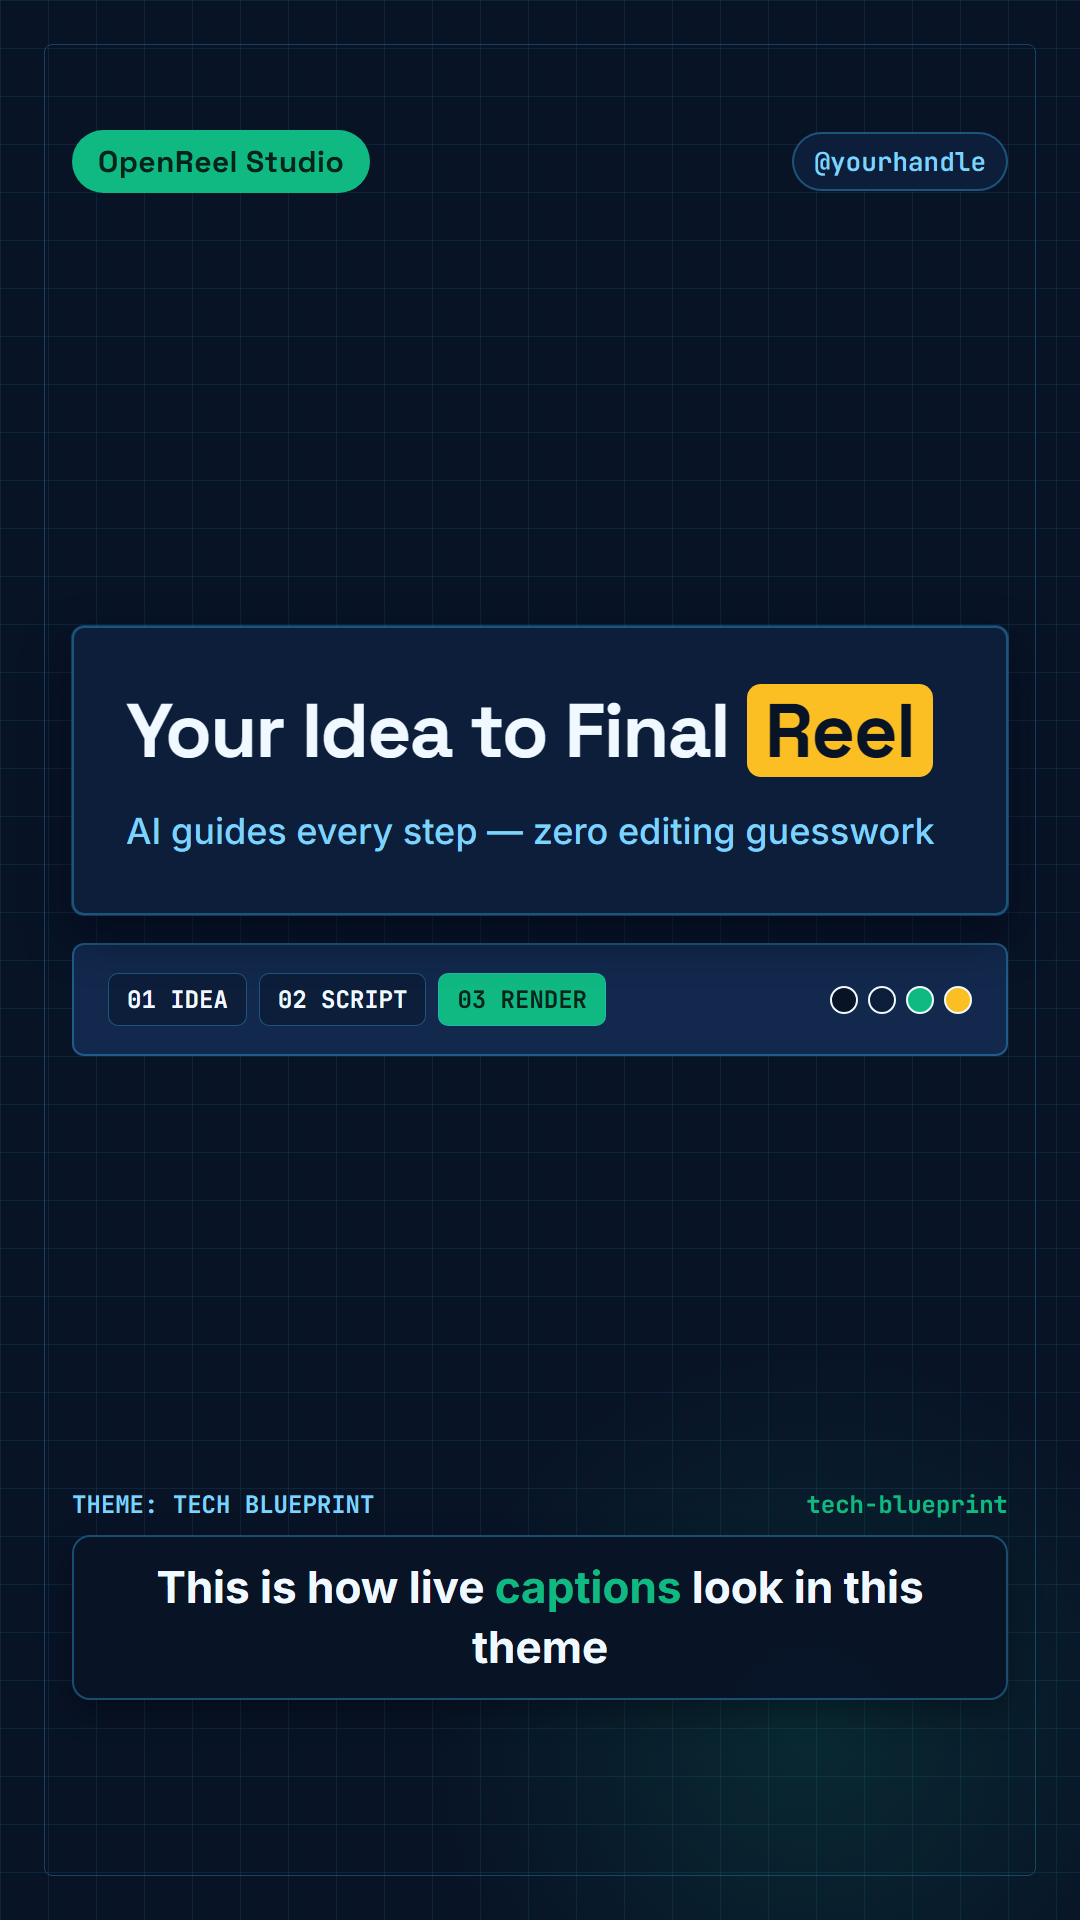 OpenReel Studio
@yourhandle
Your Idea to Final Reel
AI guides every step — zero editing guesswork
01 IDEA
02 SCRIPT
03 RENDER
THEME: TECH BLUEPRINT
tech-blueprint
This is how live captions look in this
theme